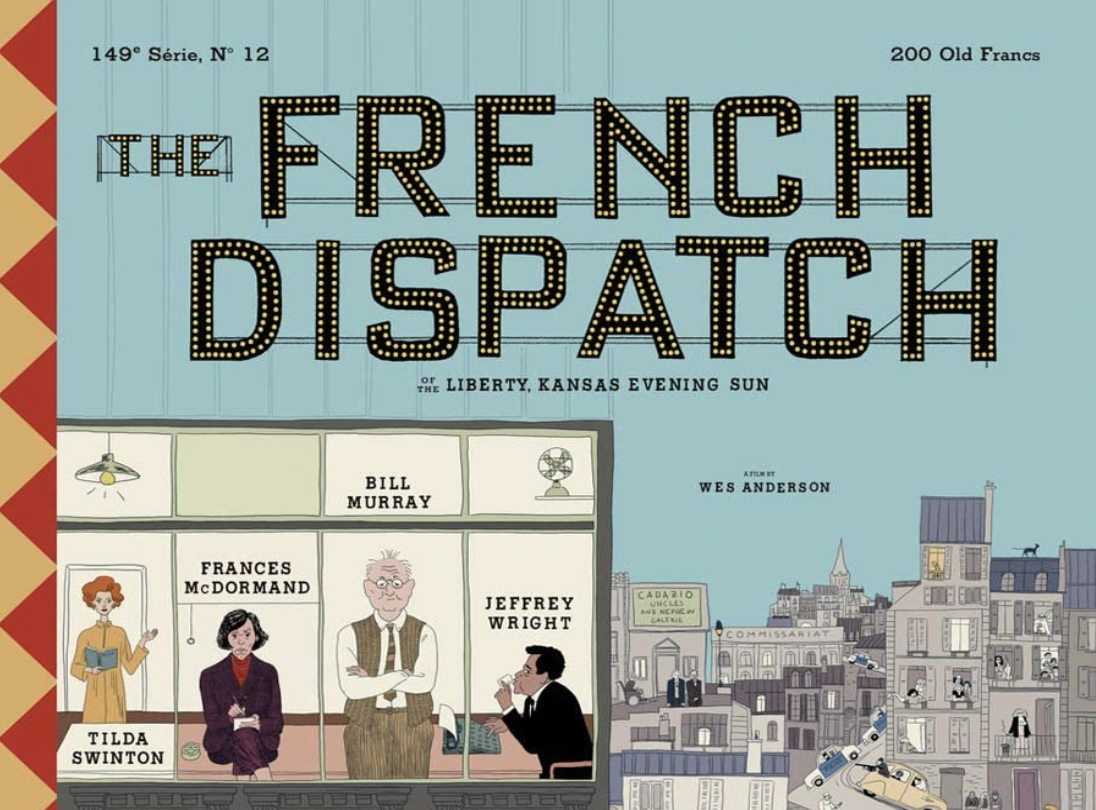 149ᵉ Série, N° 12
200 Old Francs
THE FRENCH
DISPATCH
OF THE LIBERTY, KANSAS EVENING SUN
A FILM BY
WES ANDERSON
BILL
MURRAY
FRANCES
McDORMAND
JEFFREY
WRIGHT
TILDA
SWINTON
CADAZIO
UNCLES
AND NEPHEW
GALERIE
COMMISSARIAT